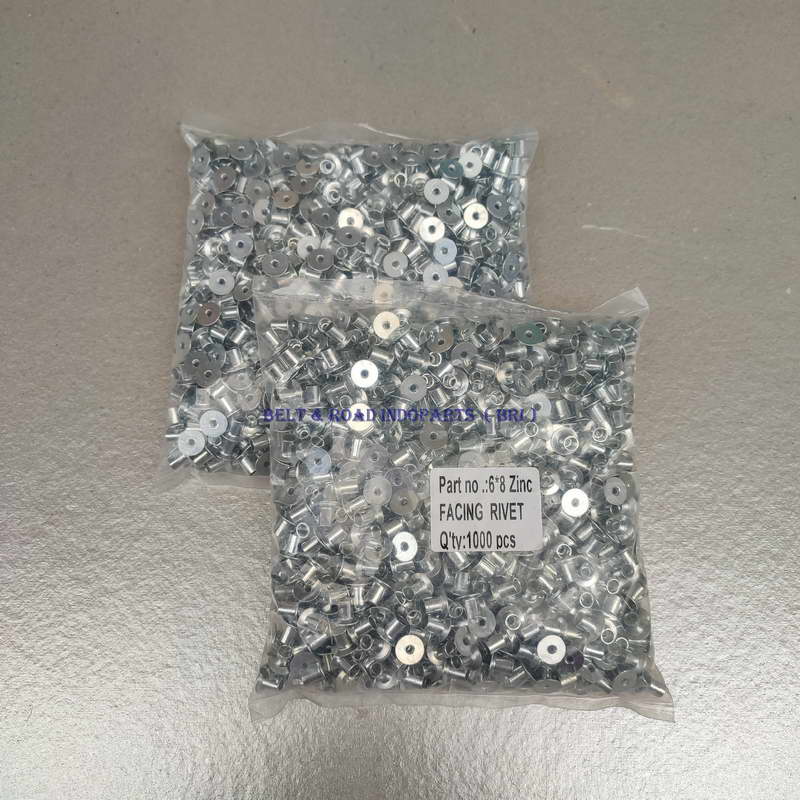 BELT & ROAD INDOPARTS ( BRI )
Part no .:6*8 Zinc
FACING RIVET
Q'ty:1000 pcs